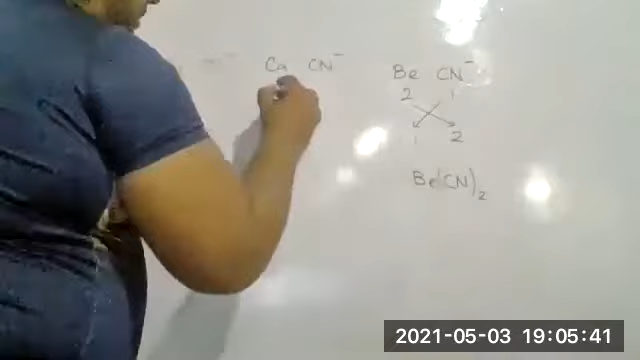 Ca CN⁻
Be CN⁻
2 1
1 2
Be(CN)₂
2021-05-03 19:05:41